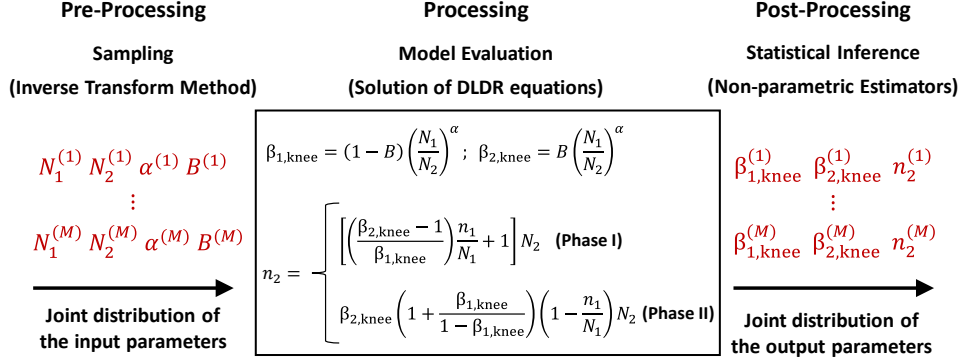 Pre-Processing
Sampling
(Inverse Transform Method)
N₁⁽¹⁾ N₂⁽¹⁾ α⁽¹⁾ B⁽¹⁾
⋮
N₁⁽ᴹ⁾ N₂⁽ᴹ⁾ α⁽ᴹ⁾ B⁽ᴹ⁾
Joint distribution of
the input parameters
Processing
Model Evaluation
(Solution of DLDR equations)
β₁,knee = (1 − B) (N₁/N₂)^α ; β₂,knee = B (N₁/N₂)^α
n₂ =
[((β₂,knee − 1)/β₁,knee) n₁/N₁ + 1] N₂ (Phase I)
β₂,knee (1 + β₁,knee/(1 − β₁,knee)) (1 − n₁/N₁) N₂ (Phase II)
Post-Processing
Statistical Inference
(Non-parametric Estimators)
β₁,knee⁽¹⁾ β₂,knee⁽¹⁾ n₂⁽¹⁾
⋮
β₁,knee⁽ᴹ⁾ β₂,knee⁽ᴹ⁾ n₂⁽ᴹ⁾
Joint distribution of
the output parameters